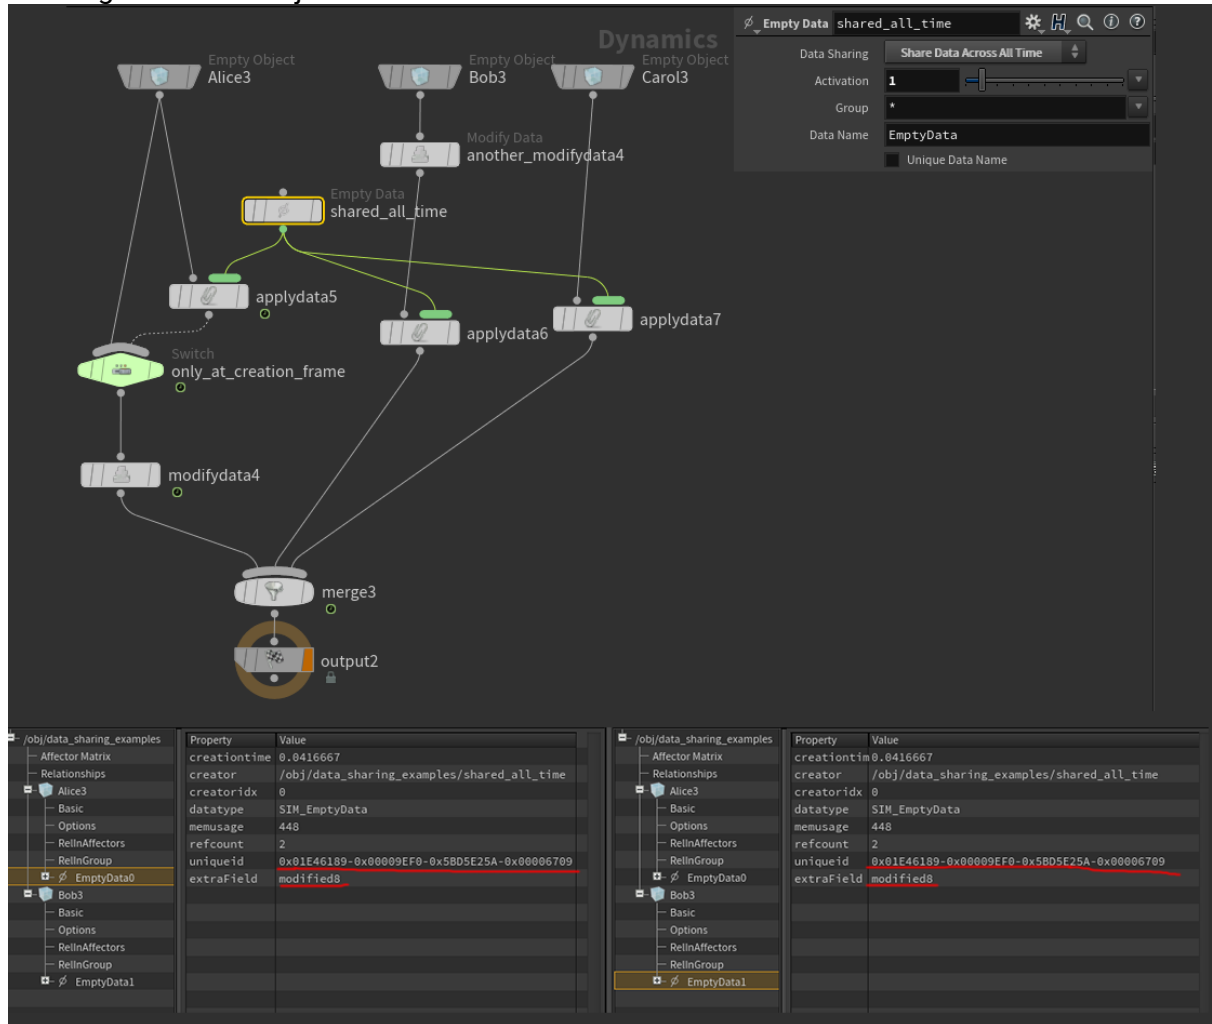 Dynamics
Empty Data shared_all_time
Data Sharing Share Data Across All Time
Activation 1
Group *
Data Name EmptyData
Unique Data Name
Empty Object
Alice3
Empty Object
Bob3
Empty Object
Carol3
Modify Data
another_modifydata4
Empty Data
shared_all_time
applydata5
applydata6
applydata7
Switch
only_at_creation_frame
modifydata4
merge3
output2
/obj/data_sharing_examples
Affector Matrix
Relationships
Alice3
Basic
Options
RelInAffectors
RelInGroup
EmptyData0
Bob3
Basic
Options
RelInAffectors
RelInGroup
EmptyData1
Property Value
creationtime 0.0416667
creator /obj/data_sharing_examples/shared_all_time
creatoridx 0
datatype SIM_EmptyData
memusage 448
refcount 2
uniqueid 0x01E46189-0x00009EF0-0x5BD5E25A-0x00006709
extraField modified8
/obj/data_sharing_examples
Affector Matrix
Relationships
Alice3
Basic
Options
RelInAffectors
RelInGroup
EmptyData0
Bob3
Basic
Options
RelInAffectors
RelInGroup
EmptyData1
Property Value
creationtim 0.0416667
creator /obj/data_sharing_examples/shared_all_time
creatoridx 0
datatype SIM_EmptyData
memusage 448
refcount 2
uniqueid 0x01E46189-0x00009EF0-0x5BD5E25A-0x00006709
extraField modified8